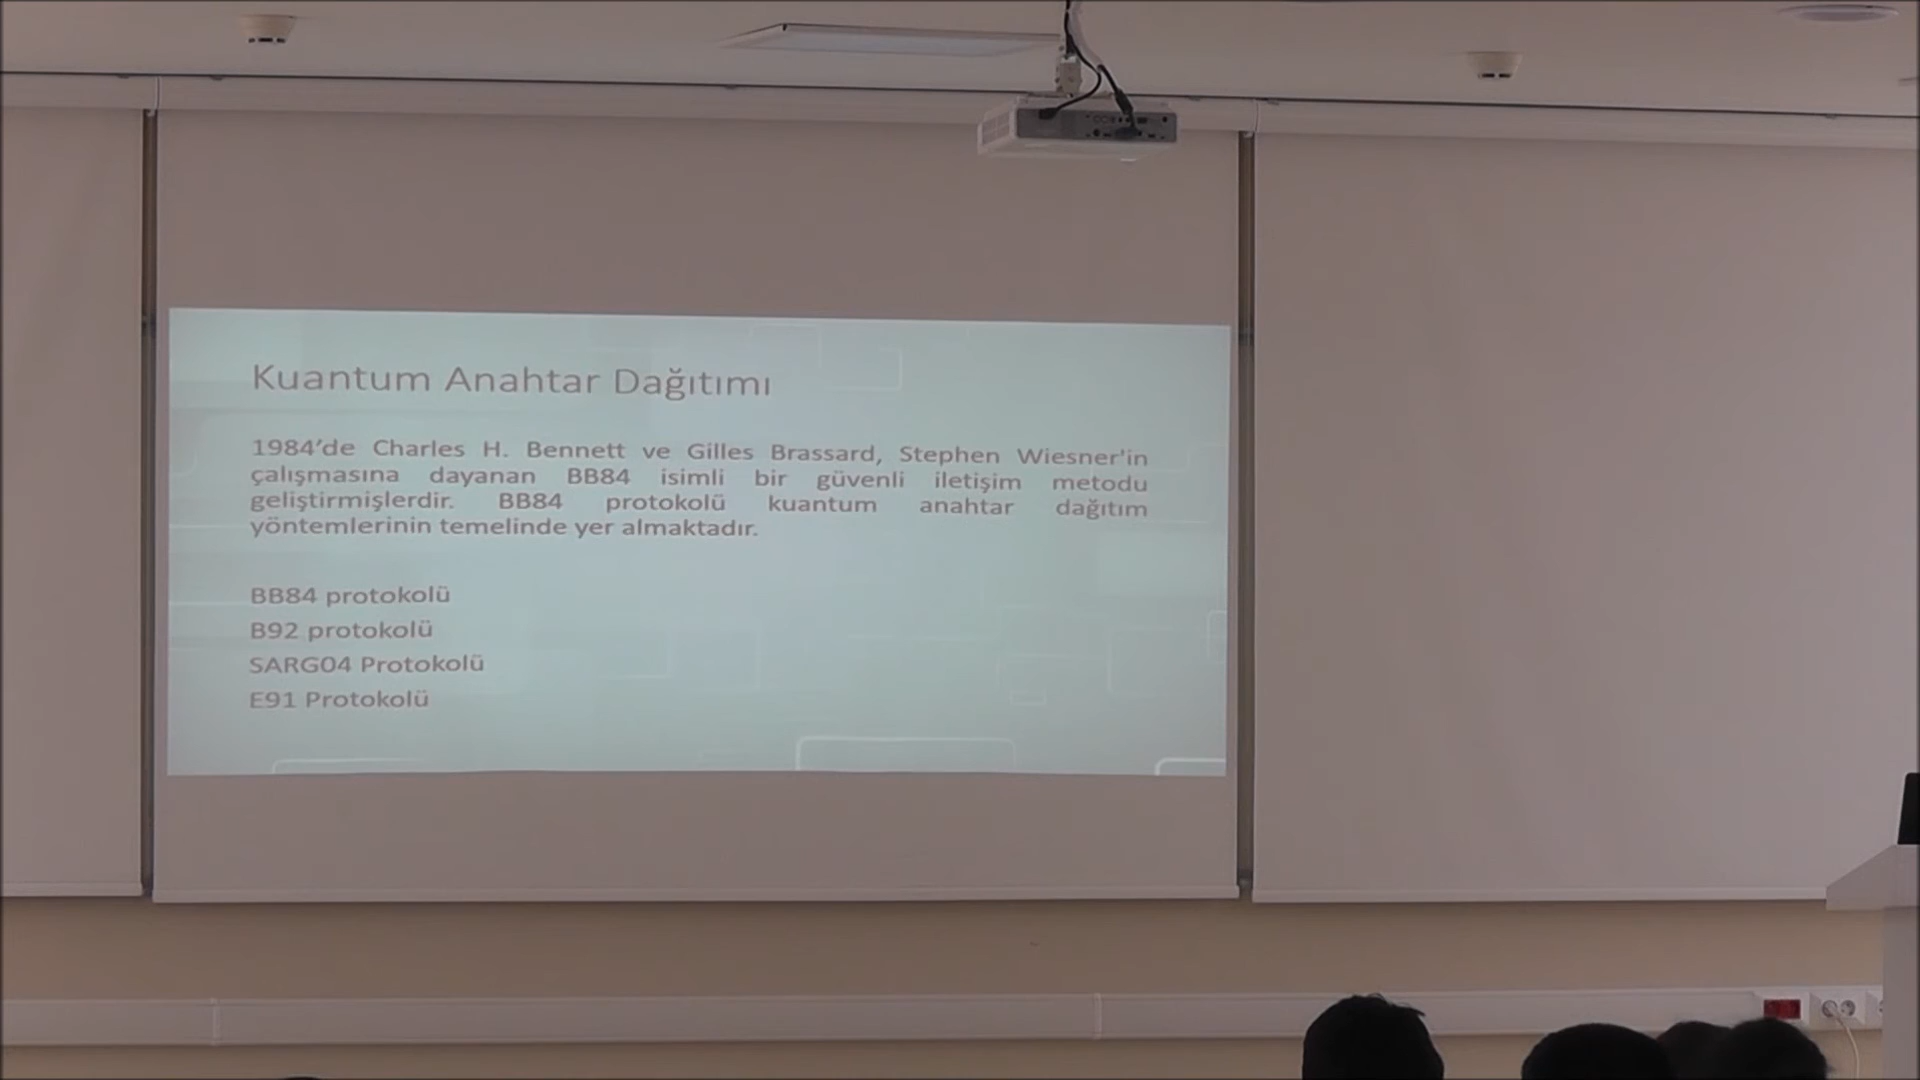 Kuantum Anahtar Dağıtımı
1984’de Charles H. Bennett ve Gilles Brassard, Stephen Wiesner'in
çalışmasına dayanan BB84 isimli bir güvenli iletişim metodu
geliştirmişlerdir. BB84 protokolü kuantum anahtar dağıtım
yöntemlerinin temelinde yer almaktadır.
BB84 protokolü
B92 protokolü
SARG04 Protokolü
E91 Protokolü